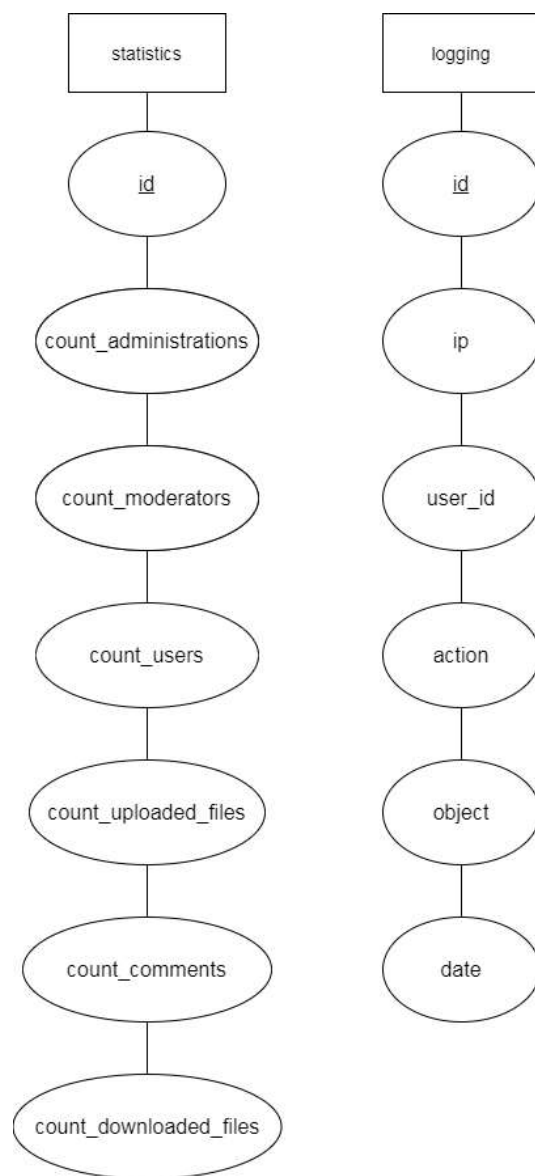 statistics
id
count_administrations
count_moderators
count_users
count_uploaded_files
count_comments
count_downloaded_files
logging
id
ip
user_id
action
object
date